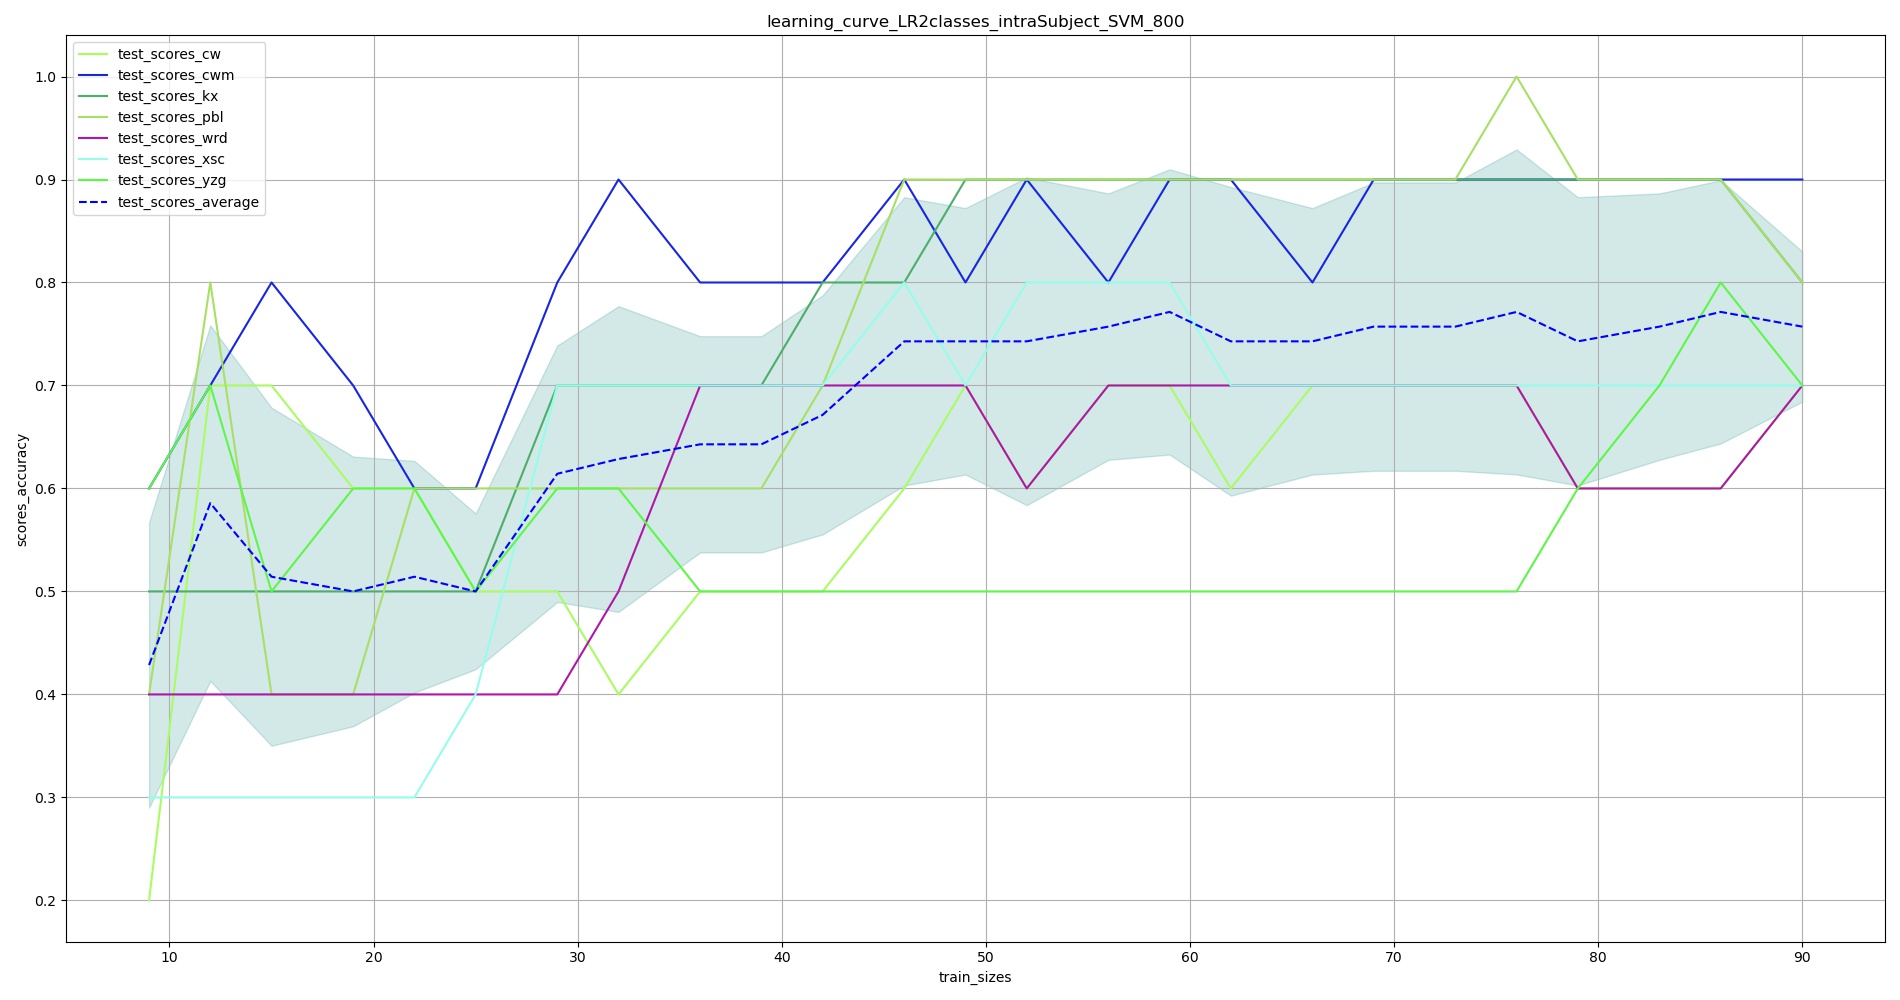 learning_curve_LR2classes_intraSubject_SVM_800
test_scores_cw
test_scores_cwm
test_scores_kx
test_scores_pbl
test_scores_wrd
test_scores_xsc
test_scores_yzg
test_scores_average
scores_accuracy
1.0
0.9
0.8
0.7
0.6
0.5
0.4
0.3
0.2
10 20 30 40 50 60 70 80 90
train_sizes